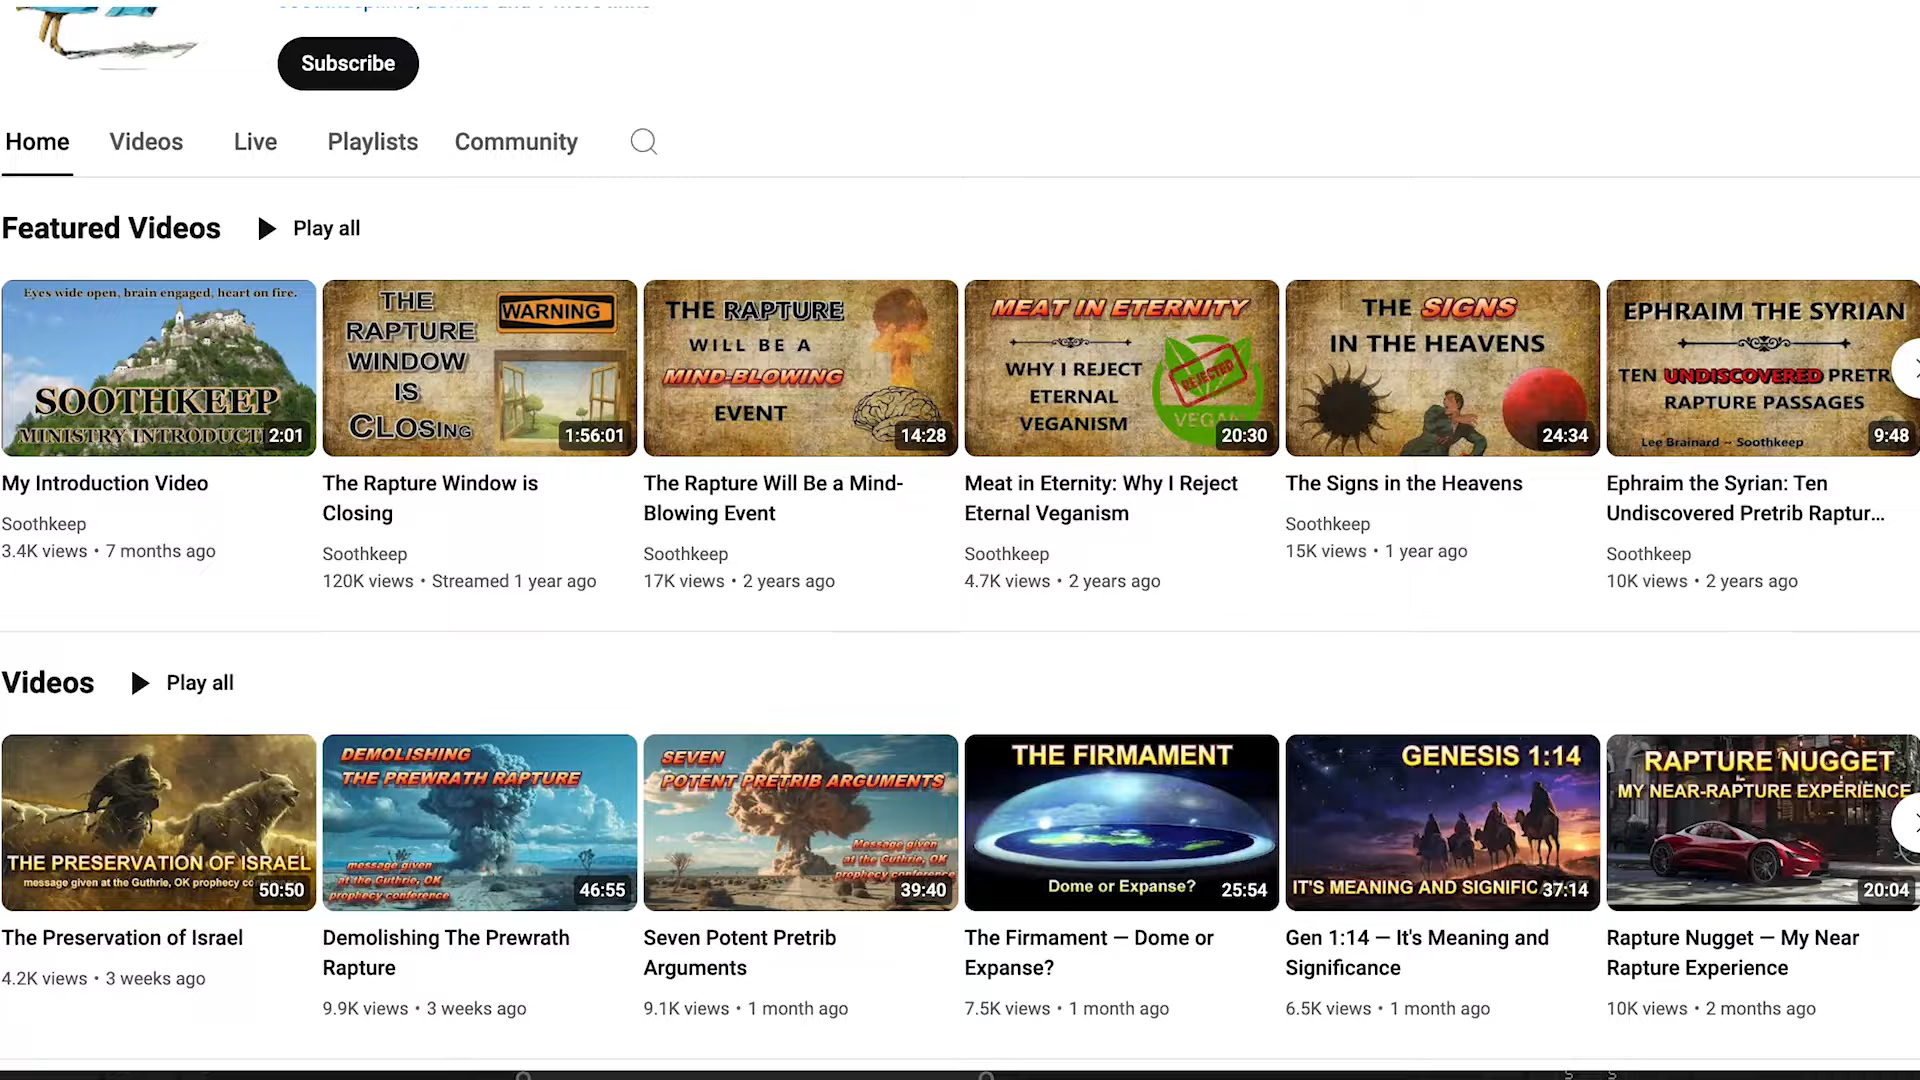 Subscribe
Home
Videos
Live
Playlists
Community
Featured Videos
Play all
Eyes wide open, brain engaged, heart on fire.
SOOTHKEEP
MINISTRY INTRODUCTI
2:01
THE
RAPTURE
WINDOW
IS
CLOSING
WARNING
1:56:01
THE RAPTURE
WILL BE A
MIND-BLOWING
EVENT
14:28
MEAT IN ETERNITY
WHY I REJECT
ETERNAL
VEGANISM
REJECTED
VEGAN
20:30
THE SIGNS
IN THE HEAVENS
24:34
EPHRAIM THE SYRIAN
TEN UNDISCOVERED PRETR
RAPTURE PASSAGES
Lee Brainard ~ Soothkeep
9:48
My Introduction Video
Soothkeep
3.4K views • 7 months ago
The Rapture Window is
Closing
Soothkeep
120K views • Streamed 1 year ago
The Rapture Will Be a Mind-
Blowing Event
Soothkeep
17K views • 2 years ago
Meat in Eternity: Why I Reject
Eternal Veganism
Soothkeep
4.7K views • 2 years ago
The Signs in the Heavens
Soothkeep
15K views • 1 year ago
Ephraim the Syrian: Ten
Undiscovered Pretrib Raptur...
Soothkeep
10K views • 2 years ago
Videos
Play all
THE PRESERVATION OF ISRAEL
message given at the Guthrie, OK prophecy co
50:50
DEMOLISHING
THE PREWRATH RAPTURE
message given
at the Guthrie, OK
prophecy conference
46:55
SEVEN
POTENT PRETRIB ARGUMENTS
Message given
at the Guthrie, OK
prophecy conference
39:40
THE FIRMAMENT
Dome or Expanse?
25:54
GENESIS 1:14
IT'S MEANING AND SIGNIFIC
37:14
RAPTURE NUGGET
MY NEAR-RAPTURE EXPERIENCE
20:04
The Preservation of Israel
4.2K views • 3 weeks ago
Demolishing The Prewrath
Rapture
9.9K views • 3 weeks ago
Seven Potent Pretrib
Arguments
9.1K views • 1 month ago
The Firmament — Dome or
Expanse?
7.5K views • 1 month ago
Gen 1:14 — It's Meaning and
Significance
6.5K views • 1 month ago
Rapture Nugget — My Near
Rapture Experience
10K views • 2 months ago